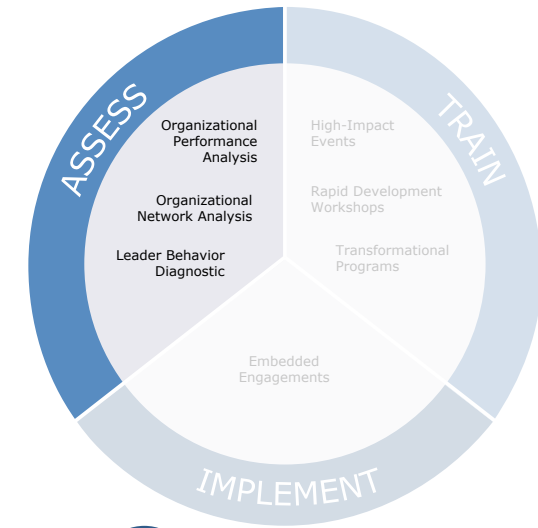 ASSESS
Organizational
Performance
Analysis
Organizational
Network Analysis
Leader Behavior
Diagnostic
TRAIN
High-Impact
Events
Rapid Development
Workshops
Transformational
Programs
Embedded
Engagements
IMPLEMENT